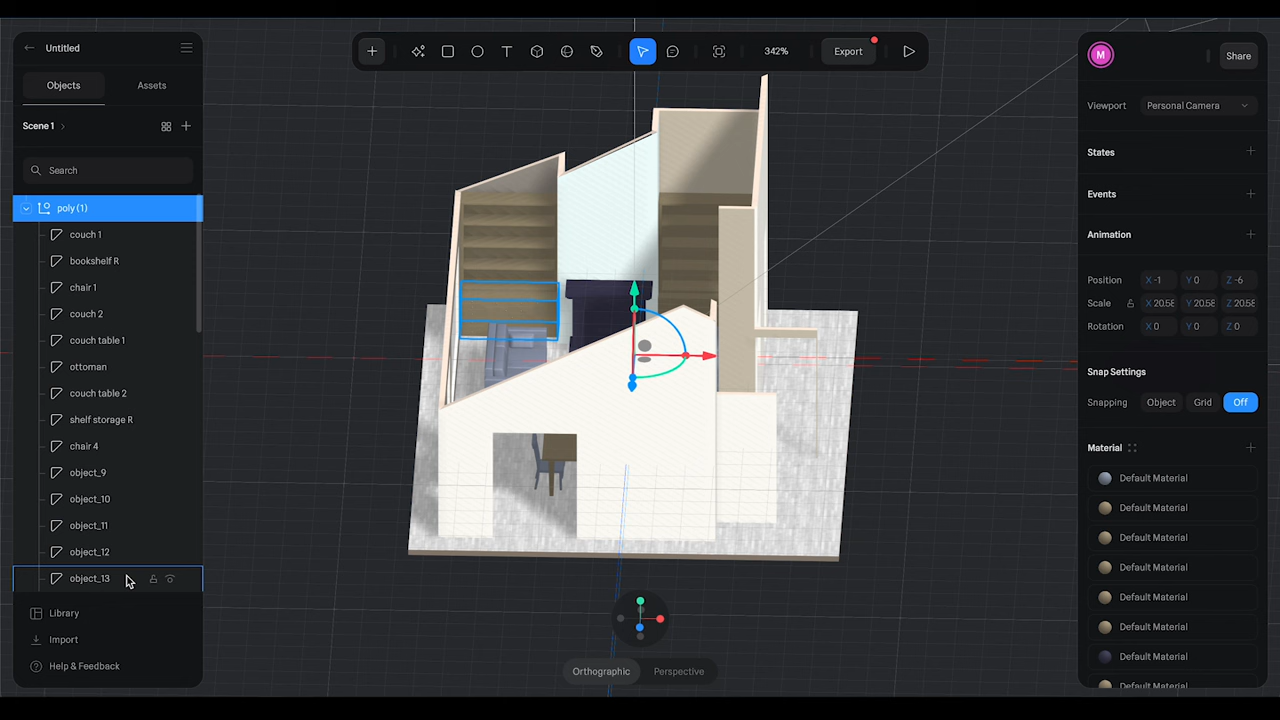 Untitled
Objects
Assets
Scene 1
Search
poly (1)
couch 1
bookshelf R
chair 1
couch 2
couch table 1
ottoman
couch table 2
shelf storage R
chair 4
object_9
object_10
object_11
object_12
object_13
Library
Import
Help & Feedback
T
342%
Export
Orthographic
Perspective
M
Share
Viewport
Personal Camera
States
Events
Animation
Position
X -1
Y 0
Z -6
Scale
X 20.58
Y 20.58
Z 20.58
Rotation
X 0
Y 0
Z 0
Snap Settings
Snapping
Object
Grid
Off
Material
Default Material
Default Material
Default Material
Default Material
Default Material
Default Material
Default Material
Default Material